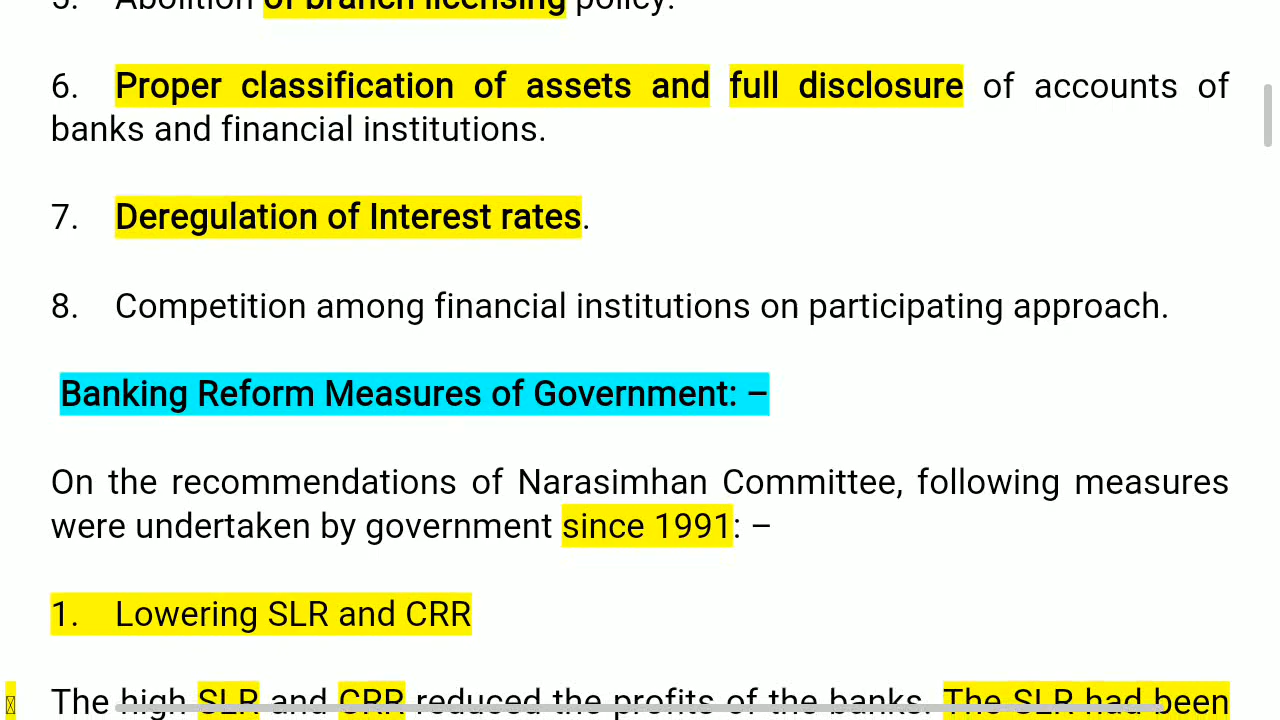 5. Abolition of branch licensing policy.
6. Proper classification of assets and full disclosure of accounts of
banks and financial institutions.
7. Deregulation of Interest rates.
8. Competition among financial institutions on participating approach.
Banking Reform Measures of Government: –
On the recommendations of Narasimhan Committee, following measures
were undertaken by government since 1991: –
1. Lowering SLR and CRR
The high SLR and CRR reduced the profits of the banks. The SLR had been